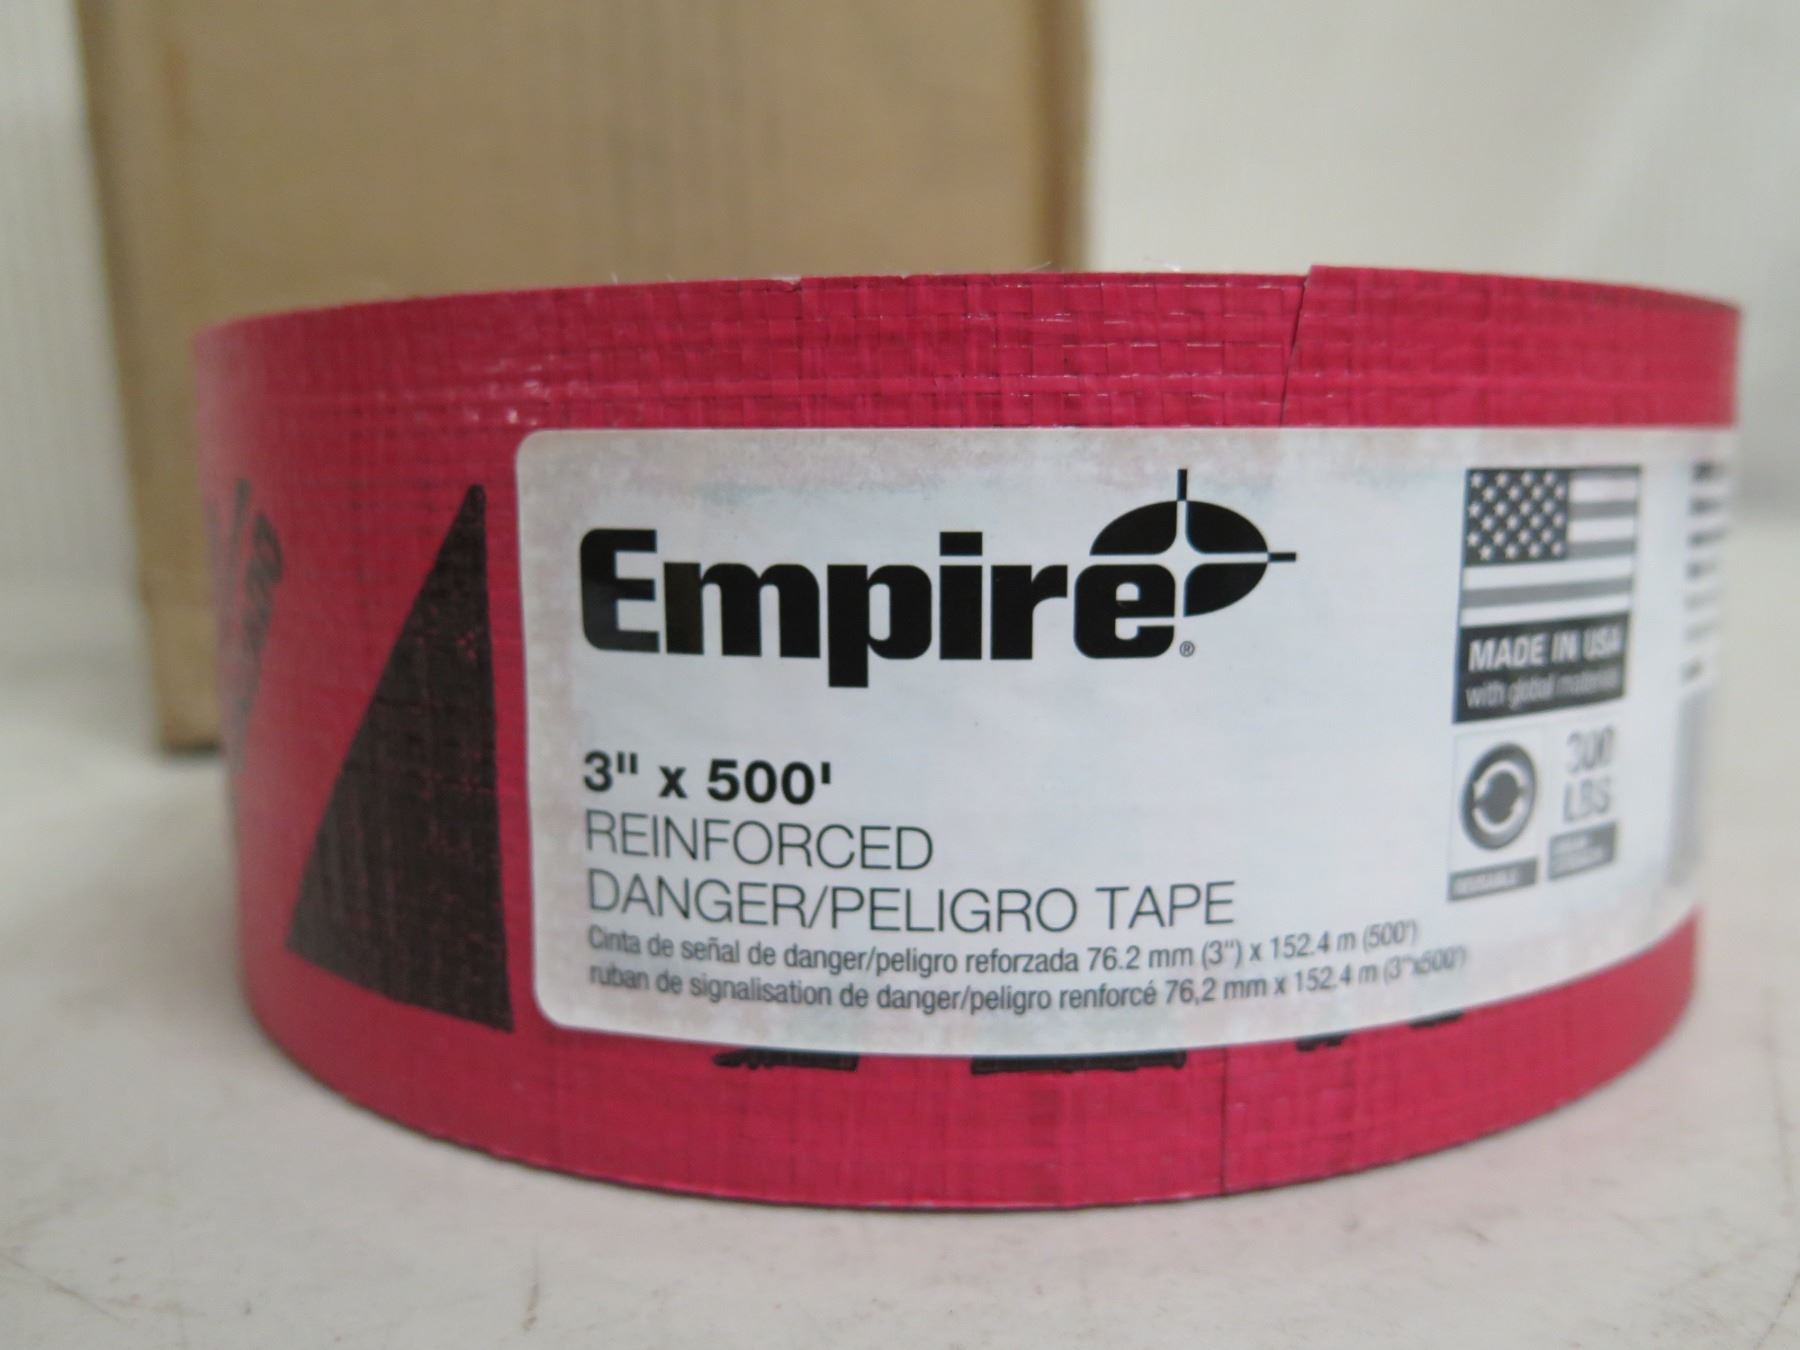 Empire®
3" x 500'
REINFORCED
DANGER/PELIGRO TAPE
Cinta de señal de danger/peligro reforzada 76.2 mm (3") x 152.4 m (500')
ruban de signalisation de danger/peligro renforcé 76,2 mm x 152.4 m (3"x500')
MADE IN USA
with global materials
300
LBS